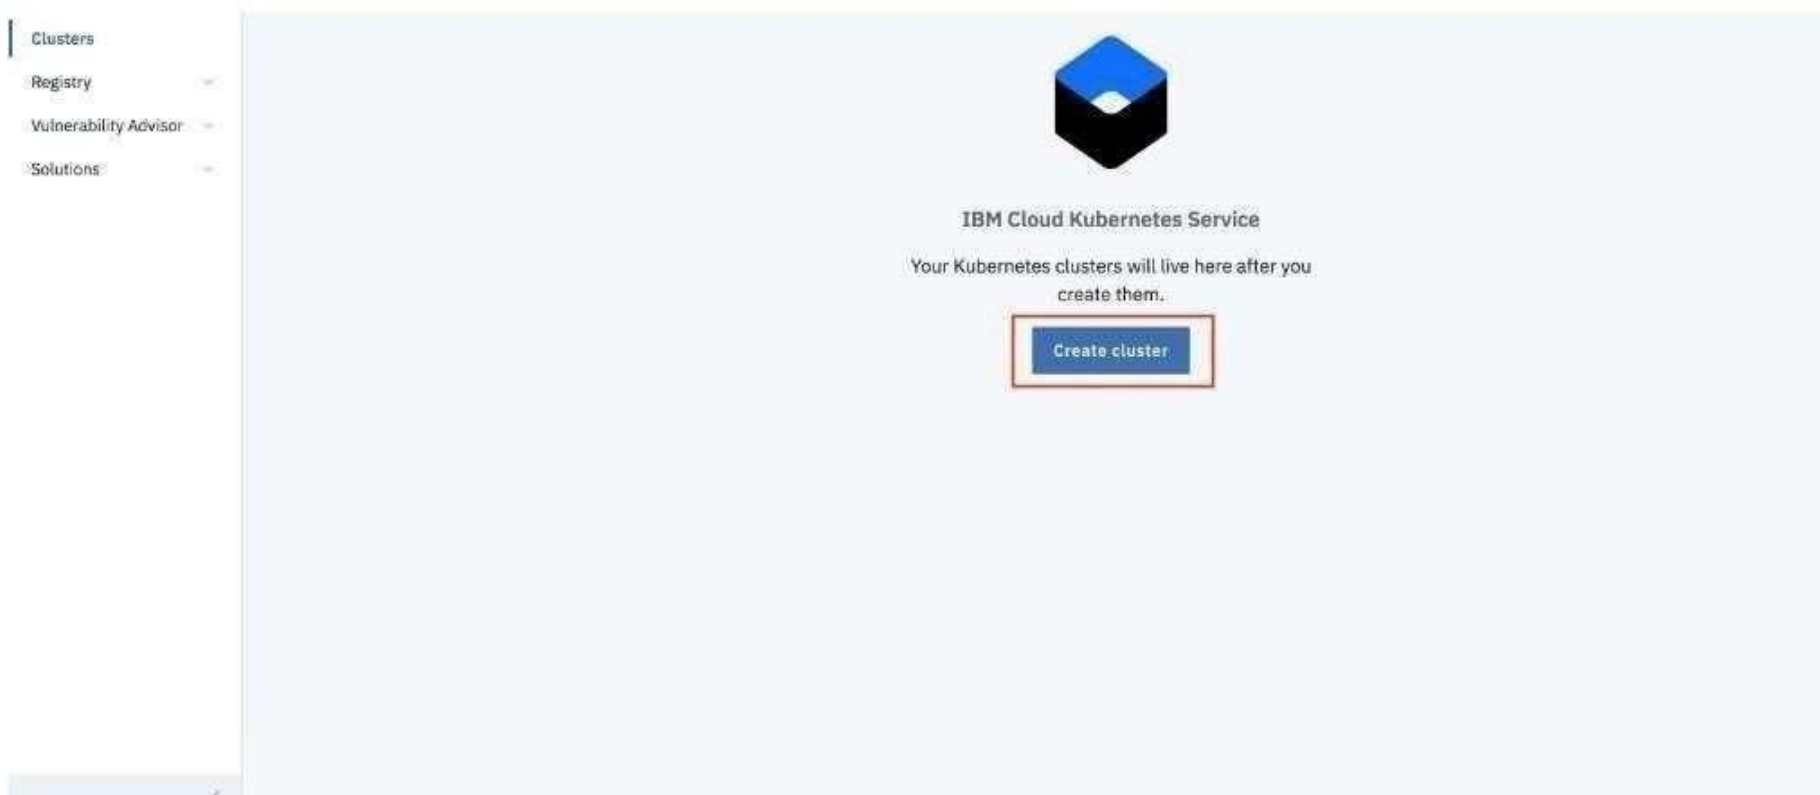 Clusters
Registry
Vulnerability Advisor
Solutions
IBM Cloud Kubernetes Service
Your Kubernetes clusters will live here after you
create them.
Create cluster